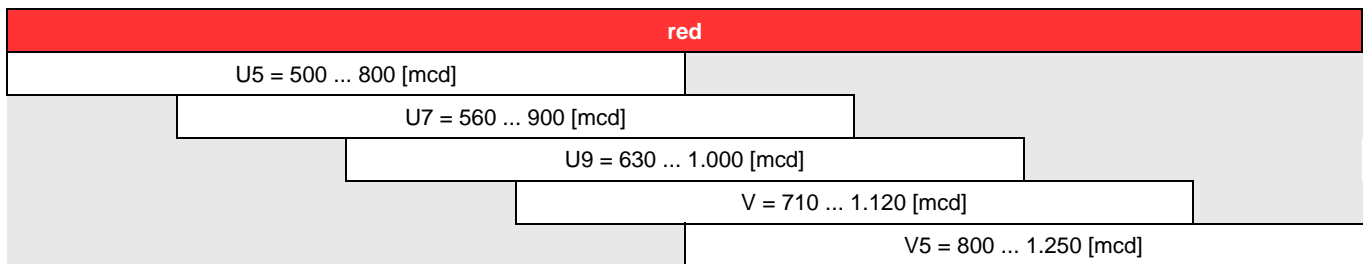 red
U5 = 500 ... 800 [mcd]
U7 = 560 ... 900 [mcd]
U9 = 630 ... 1.000 [mcd]
V = 710 ... 1.120 [mcd]
V5 = 800 ... 1.250 [mcd]